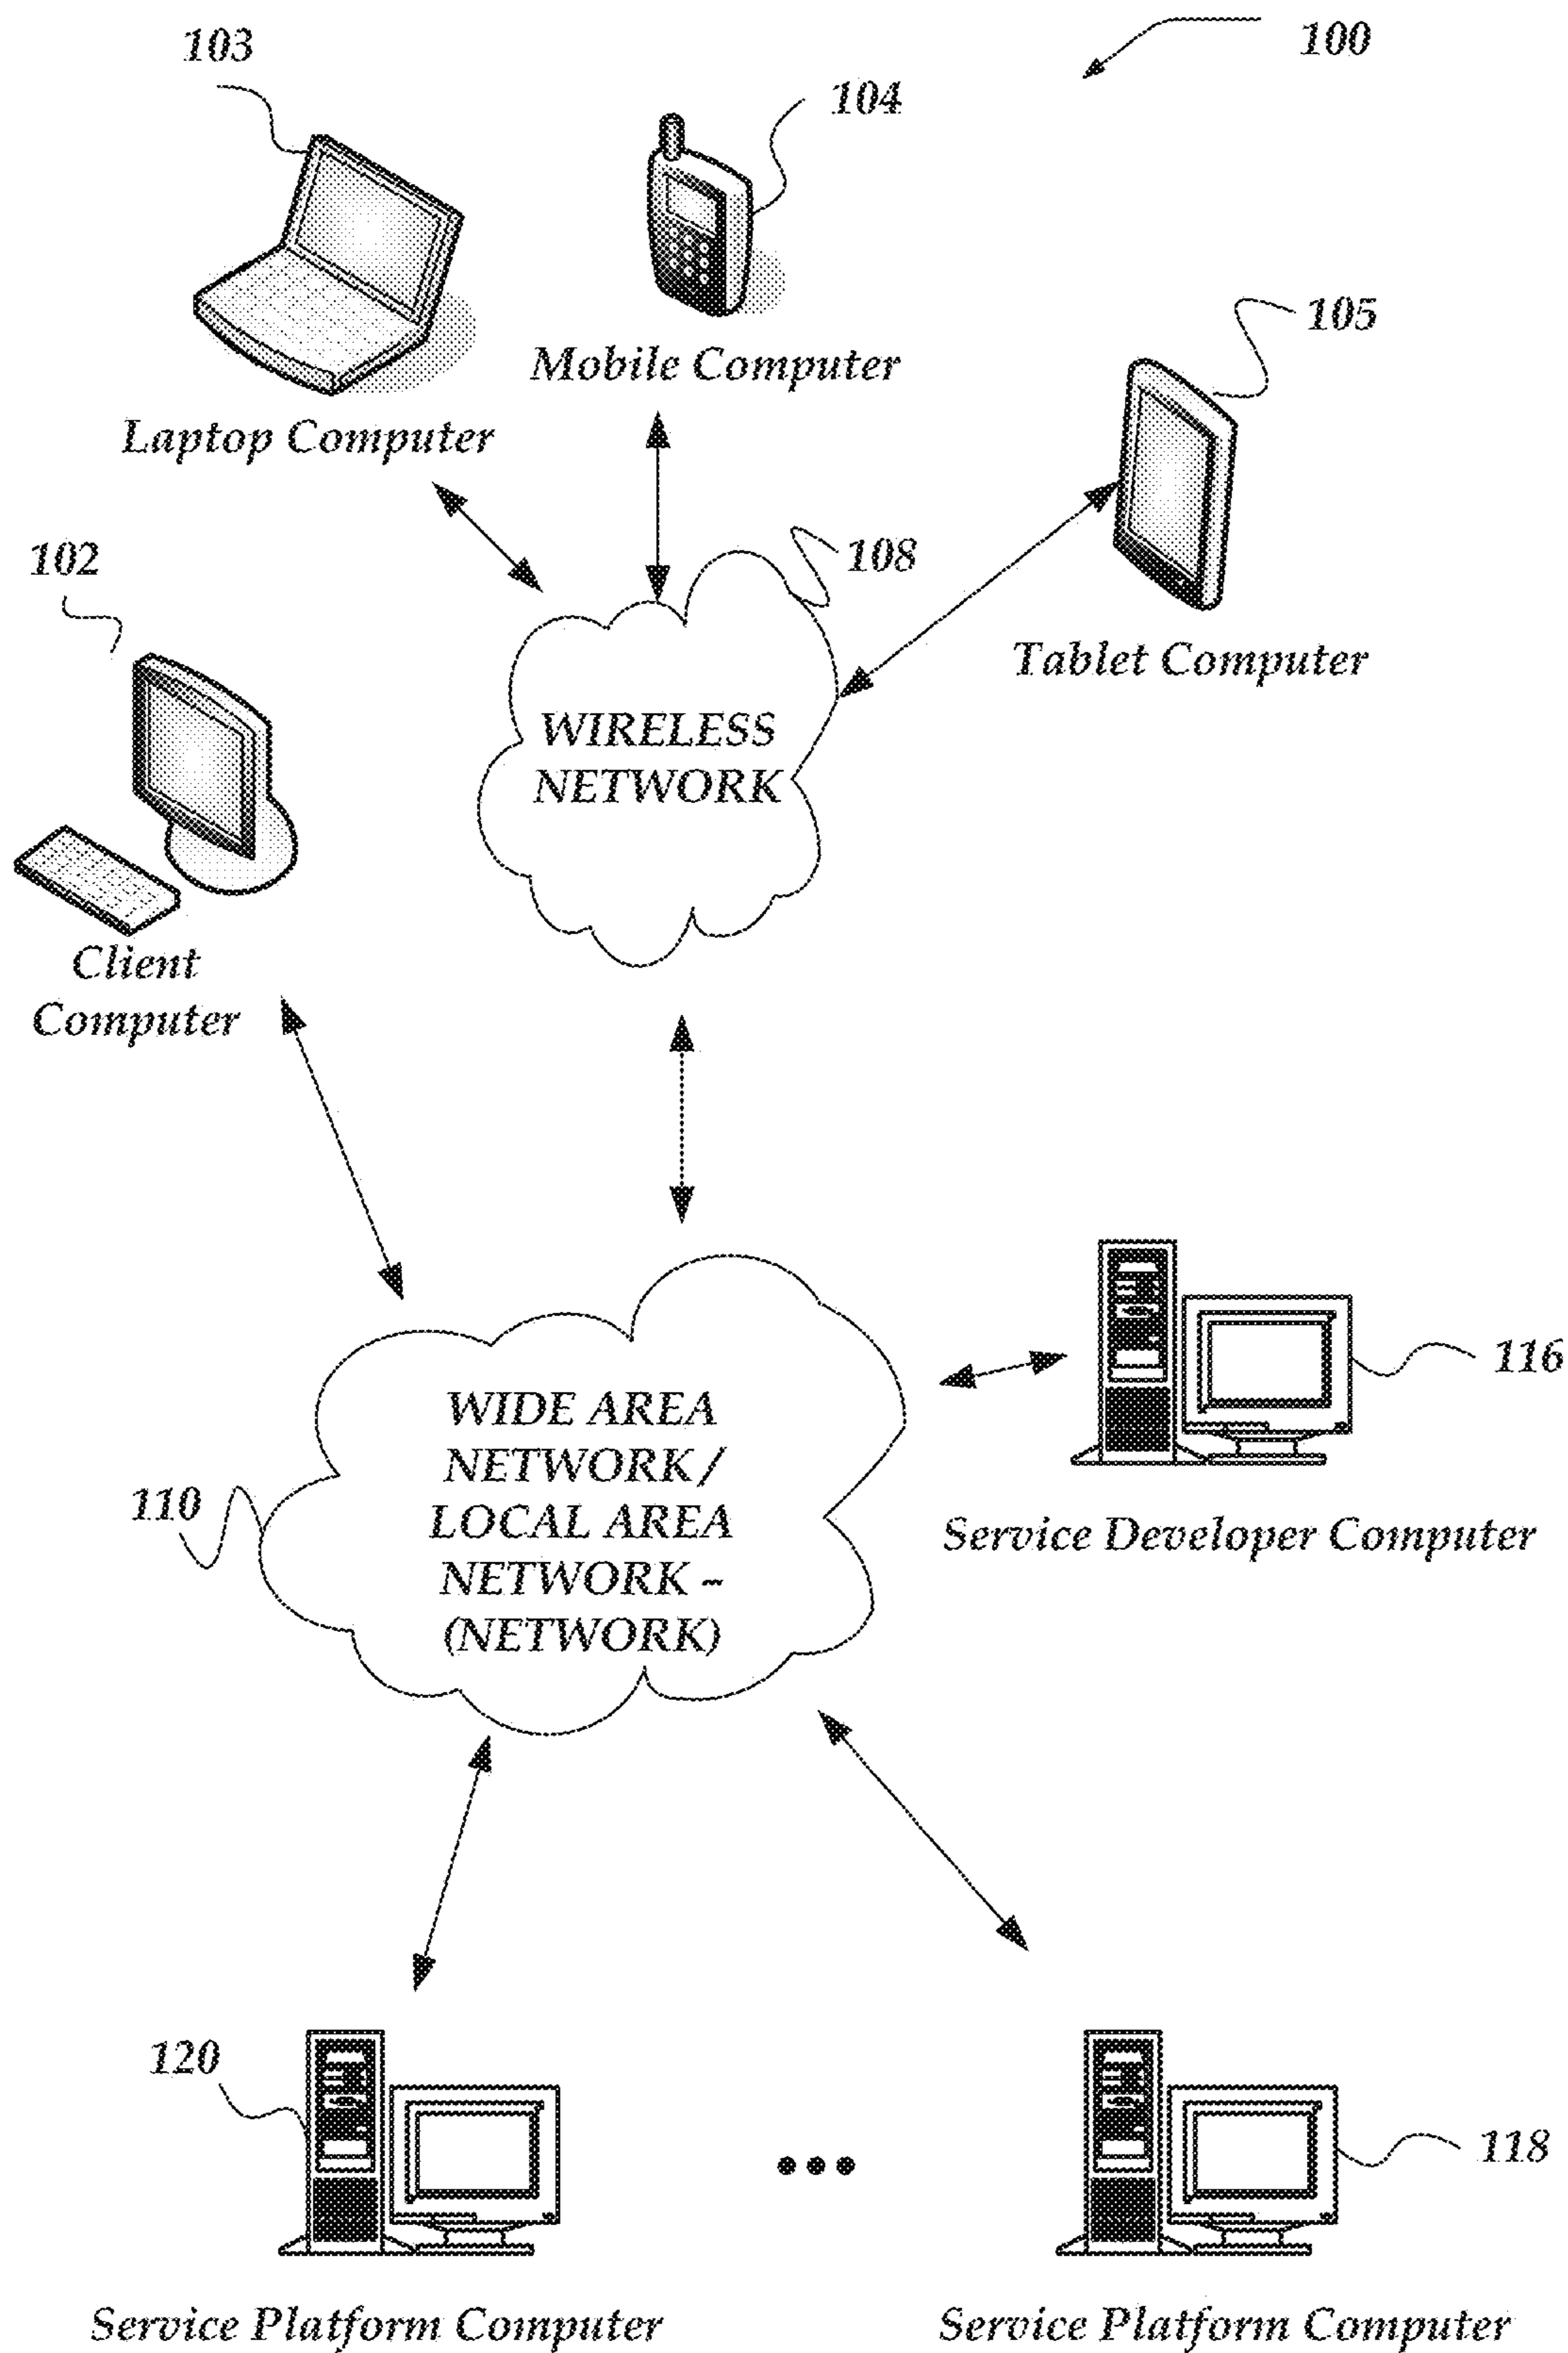 103
100
104
Mobile Computer
105
Laptop Computer
102
108
Tablet Computer
WIRELESS
NETWORK
Client
Computer
116
WIDE AREA
NETWORK /
LOCAL AREA
NETWORK –
(NETWORK)
110
Service Developer Computer
120
118
Service Platform Computer
Service Platform Computer